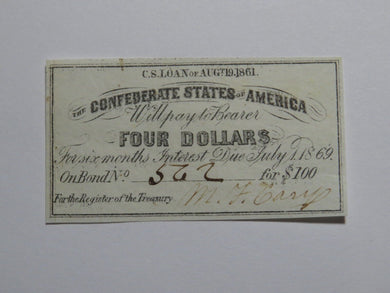 C.S. LOAN OF AUGT. 19, 1861.
THE CONFEDERATE STATES OF AMERICA
Will pay to Bearer
FOUR DOLLARS
For six months Interest Due July 1, 1869.
On Bond No. 562 for $100
For the Register of the Treasury M. F.